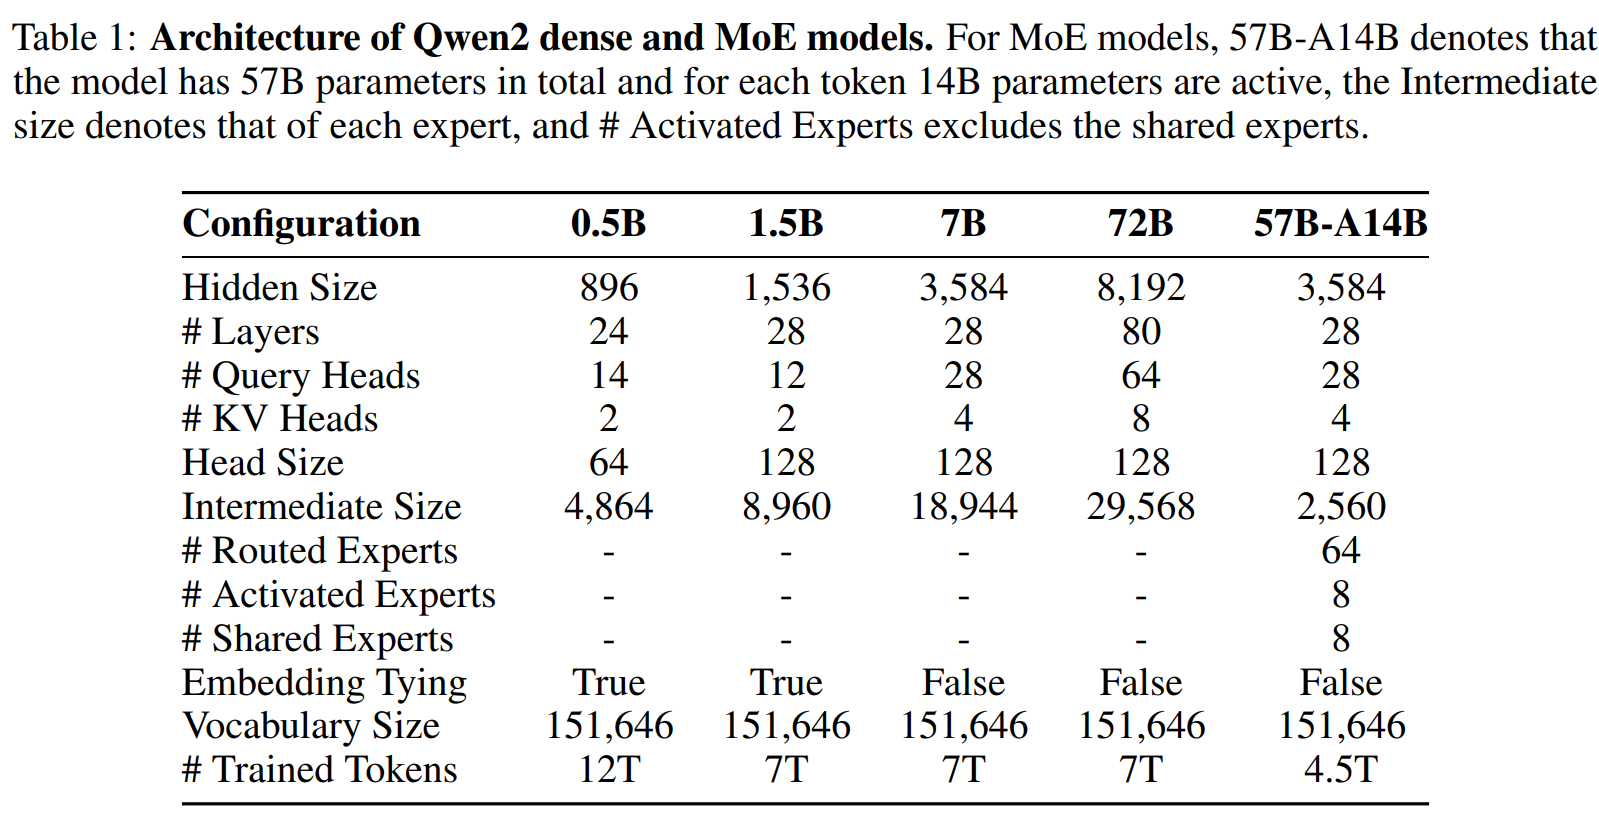 Table 1: Architecture of Qwen2 dense and MoE models. For MoE models, 57B-A14B denotes that
the model has 57B parameters in total and for each token 14B parameters are active, the Intermediate
size denotes that of each expert, and # Activated Experts excludes the shared experts.
Configuration 0.5B 1.5B 7B 72B 57B-A14B
Hidden Size 896 1,536 3,584 8,192 3,584
# Layers 24 28 28 80 28
# Query Heads 14 12 28 64 28
# KV Heads 2 2 4 8 4
Head Size 64 128 128 128 128
Intermediate Size 4,864 8,960 18,944 29,568 2,560
# Routed Experts - - - - 64
# Activated Experts - - - - 8
# Shared Experts - - - - 8
Embedding Tying True True False False False
Vocabulary Size 151,646 151,646 151,646 151,646 151,646
# Trained Tokens 12T 7T 7T 7T 4.5T